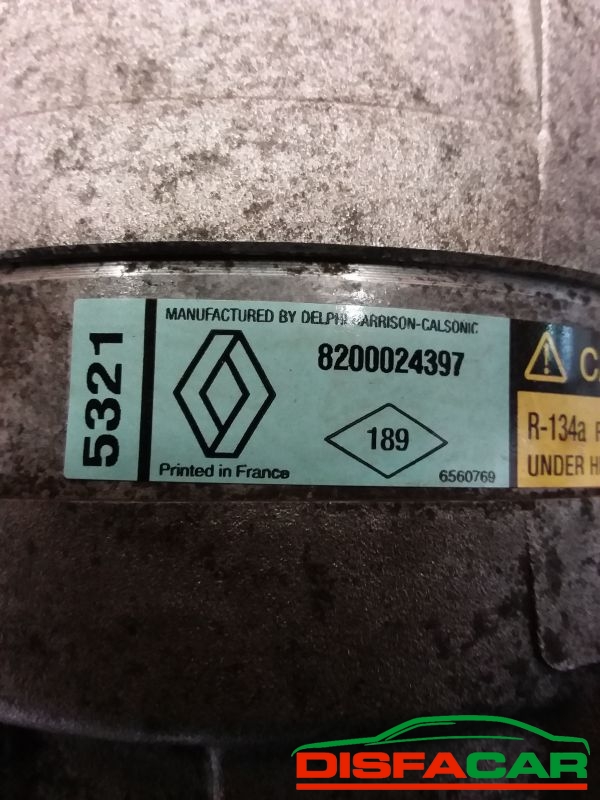 5321
MANUFACTURED BY DELPHI HARRISON-CALSONIC
8200024397
189
Printed in France
6560769
R-134a
UNDER
DISFACAR